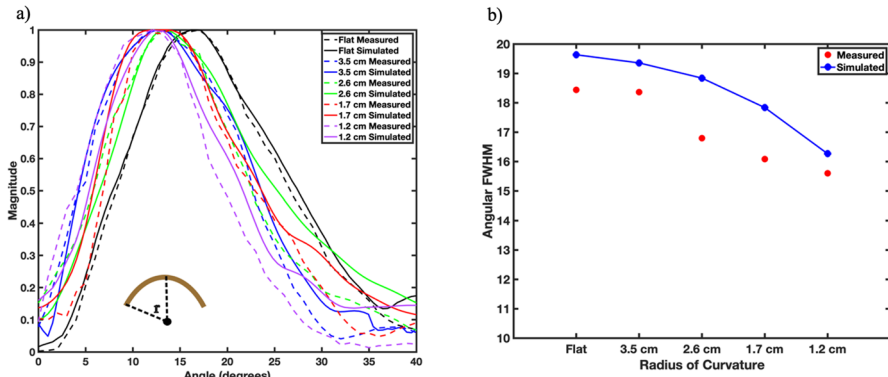 a)
Magnitude
1
0.9
0.8
0.7
0.6
0.5
0.4
0.3
0.2
0.1
0
0 5 10 15 20 25 30 35 40
Angle (degrees)
Flat Measured
Flat Simulated
3.5 cm Measured
3.5 cm Simulated
2.6 cm Measured
2.6 cm Simulated
1.7 cm Measured
1.7 cm Simulated
1.2 cm Measured
1.2 cm Simulated
r
b)
Angular FWHM
20
19
18
17
16
15
14
13
12
11
10
Flat 3.5 cm 2.6 cm 1.7 cm 1.2 cm
Radius of Curvature
Measured
Simulated